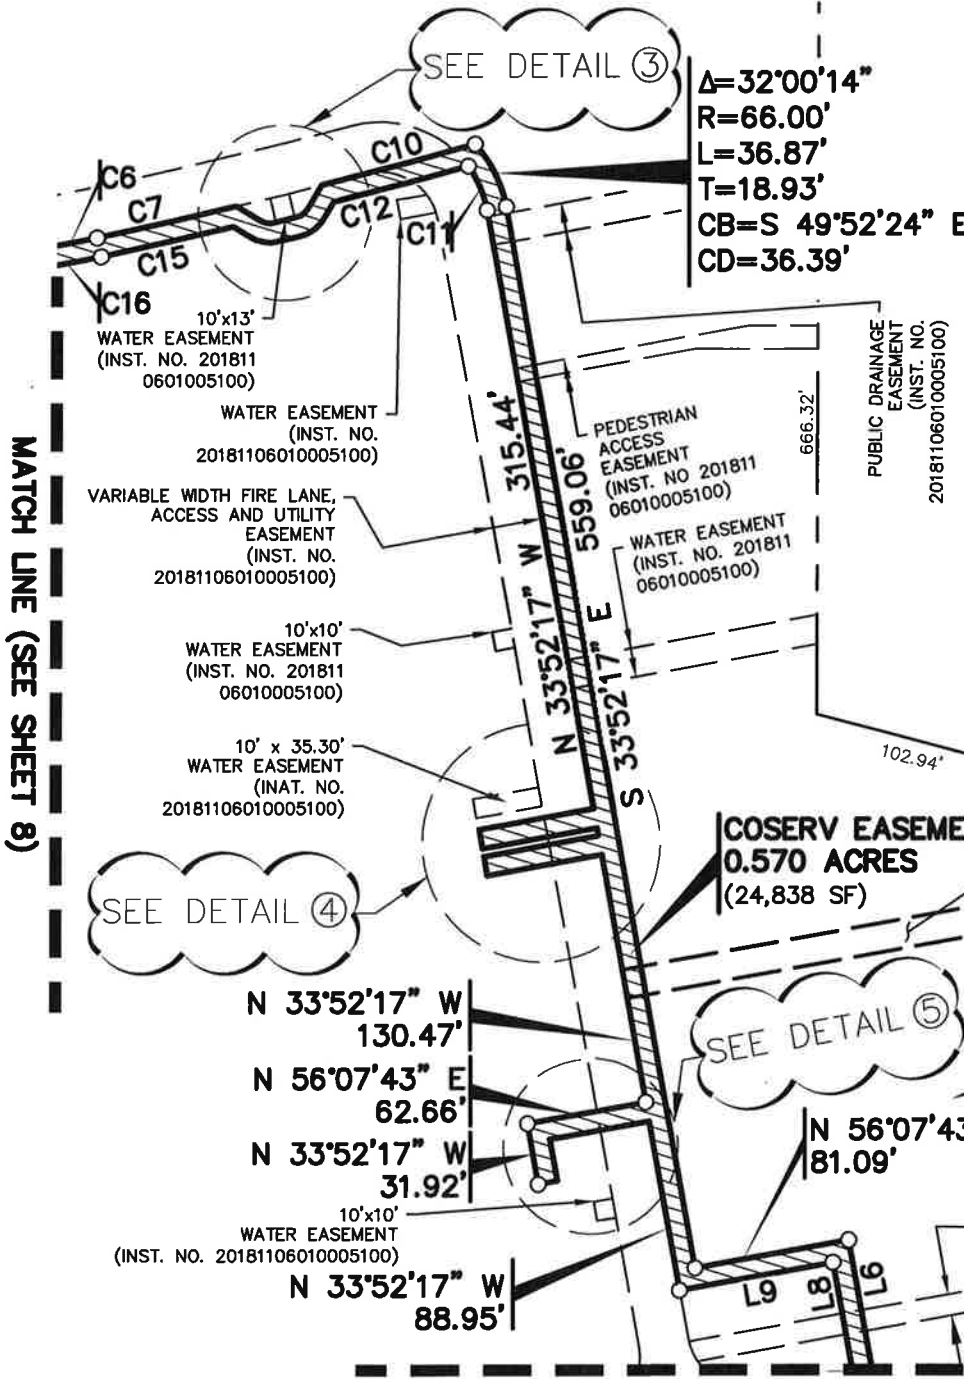 SEE DETAIL 3
Δ=32°00'14"
R=66.00'
L=36.87'
T=18.93'
CB=S 49°52'24" E
CD=36.39'
C10
C6
C7
C12
C11
C15
C16
10'x13'
WATER EASEMENT
(INST. NO. 201811
0601005100)
WATER EASEMENT
(INST. NO.
20181106010005100)
VARIABLE WIDTH FIRE LANE,
ACCESS AND UTILITY
EASEMENT
(INST. NO.
20181106010005100)
10'x10'
WATER EASEMENT
(INST. NO. 201811
06010005100)
10' x 35.30'
WATER EASEMENT
(INAT. NO.
20181106010005100)
MATCH LINE (SEE SHEET 8)
N 33°52'17" W 315.44'
S 33°52'17" E 559.06'
PEDESTRIAN
ACCESS
EASEMENT
(INST. NO 201811
06010005100)
WATER EASEMENT
(INST. NO. 201811
06010005100)
666.32'
PUBLIC DRAINAGE
EASEMENT
(INST. NO.
20181106010005100)
102.94'
COSERV EASEME
0.570 ACRES
(24,838 SF)
SEE DETAIL 4
SEE DETAIL 5
N 33°52'17" W
130.47'
N 56°07'43" E
62.66'
N 33°52'17" W
31.92'
10'x10'
WATER EASEMENT
(INST. NO. 20181106010005100)
N 33°52'17" W
88.95'
N 56°07'43
81.09'
L9
L8
L6